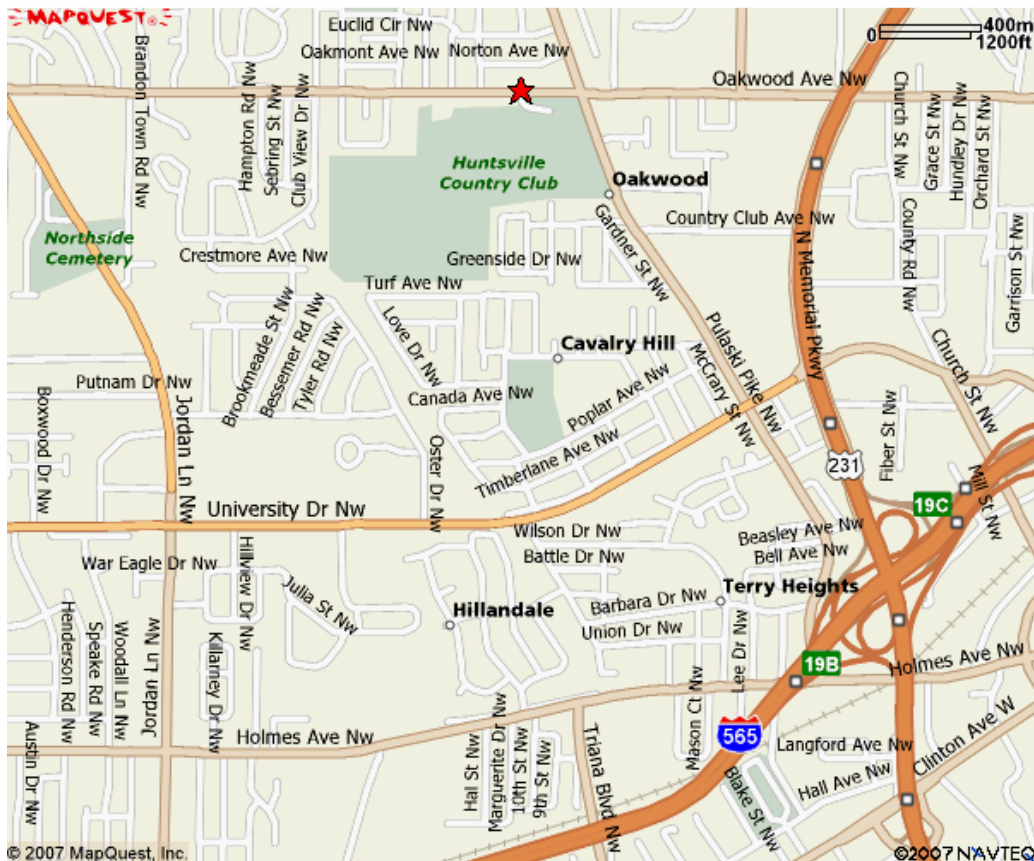 MAPQUEST®
Euclid Cir Nw
Oakmont Ave Nw
Norton Ave Nw
0
400m
1200ft
Brandon Town Rd Nw
Hampton Rd Nw
Sebring St Nw
Club View Dr Nw
Oakwood Ave Nw
Church St Nw
Grace St Nw
Hundley Dr Nw
Orchard St Nw
Huntsville
Country Club
Oakwood
Northside
Cemetery
Crestmore Ave Nw
Gardner St Nw
Country Club Ave Nw
County Rd Nw
Garrison St Nw
Greenside Dr Nw
N Memorial Pkwy
Turf Ave Nw
Love Dr Nw
Brookmeade St Nw
Bessemer Rd Nw
Tyler Rd Nw
Cavalry Hill
Pulaski Pike Nw
McCrary St Nw
Church St Nw
Putnam Dr Nw
Boxwood Dr Nw
Jordan Ln Nw
Canada Ave Nw
Poplar Ave Nw
Timberlane Ave Nw
Oster Dr Nw
Fiber St Nw
231
Mill St Nw
19C
University Dr Nw
Wilson Dr Nw
Beasley Ave Nw
Battle Dr Nw
Bell Ave Nw
War Eagle Dr Nw
Hillview Dr Nw
Julia St Nw
Hillandale
Barbara Dr Nw
Terry Heights
Union Dr Nw
Lee Dr Nw
Henderson Rd Nw
Speake Rd Nw
Woodall Ln Nw
Jordan Ln Nw
Killarney Dr Nw
19B
Holmes Ave Nw
Mason Ct Nw
Austin Dr Nw
Holmes Ave Nw
Hal St Nw
Marguerite Dr Nw
10th St Nw
9th St Nw
Triana Blvd Nw
565
Langford Ave Nw
Clinton Ave W
Hall Ave Nw
Blake St Nw
© 2007 MapQuest, Inc.
©2007 NAVTEQ